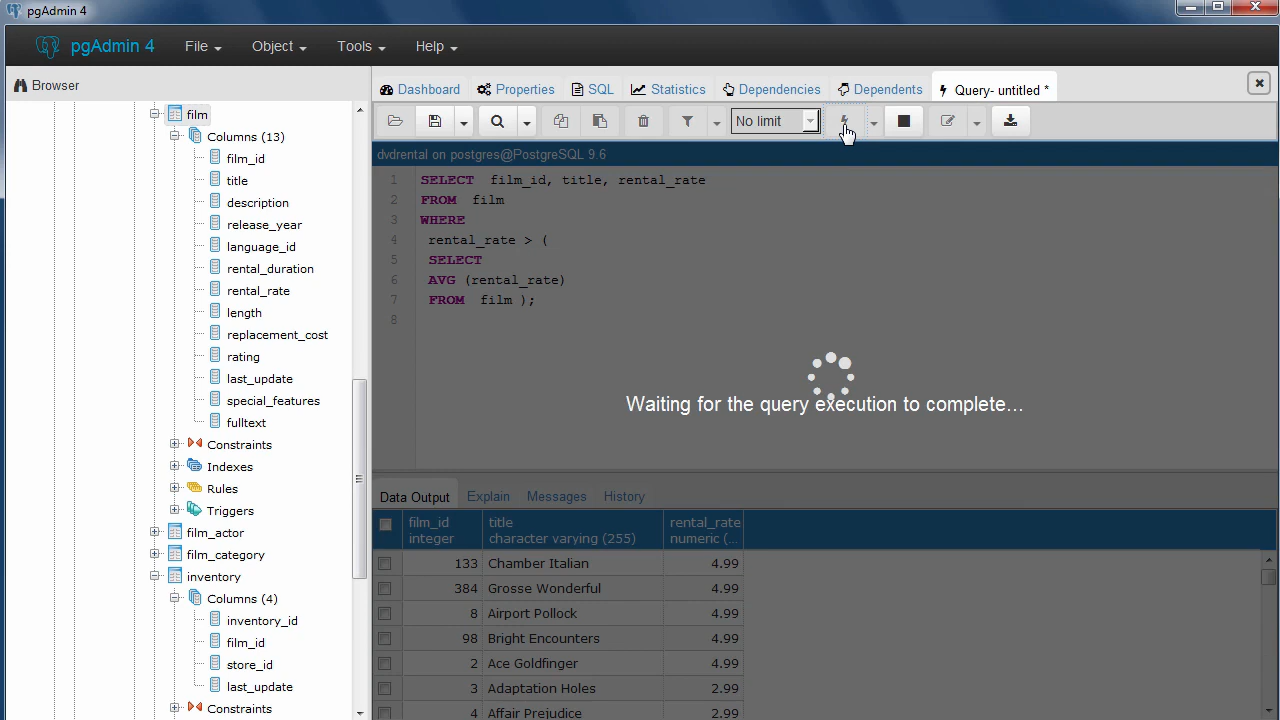 pgAdmin 4
pgAdmin 4 File Object Tools Help
Browser
Dashboard Properties SQL Statistics Dependencies Dependents Query- untitled *
No limit
dvdrental on postgres@PostgreSQL 9.6
film
Columns (13)
film_id
title
description
release_year
language_id
rental_duration
rental_rate
length
replacement_cost
rating
last_update
special_features
fulltext
Constraints
Indexes
Rules
Triggers
film_actor
film_category
inventory
Columns (4)
inventory_id
film_id
store_id
last_update
Constraints
1 SELECT film_id, title, rental_rate
2 FROM film
3 WHERE
4 rental_rate > (
5 SELECT
6 AVG (rental_rate)
7 FROM film );
8
Waiting for the query execution to complete...
Data Output Explain Messages History
film_id title rental_rate
integer character varying (255) numeric (...
133 Chamber Italian 4.99
384 Grosse Wonderful 4.99
8 Airport Pollock 4.99
98 Bright Encounters 4.99
2 Ace Goldfinger 4.99
3 Adaptation Holes 2.99
4 Affair Prejudice 2.99